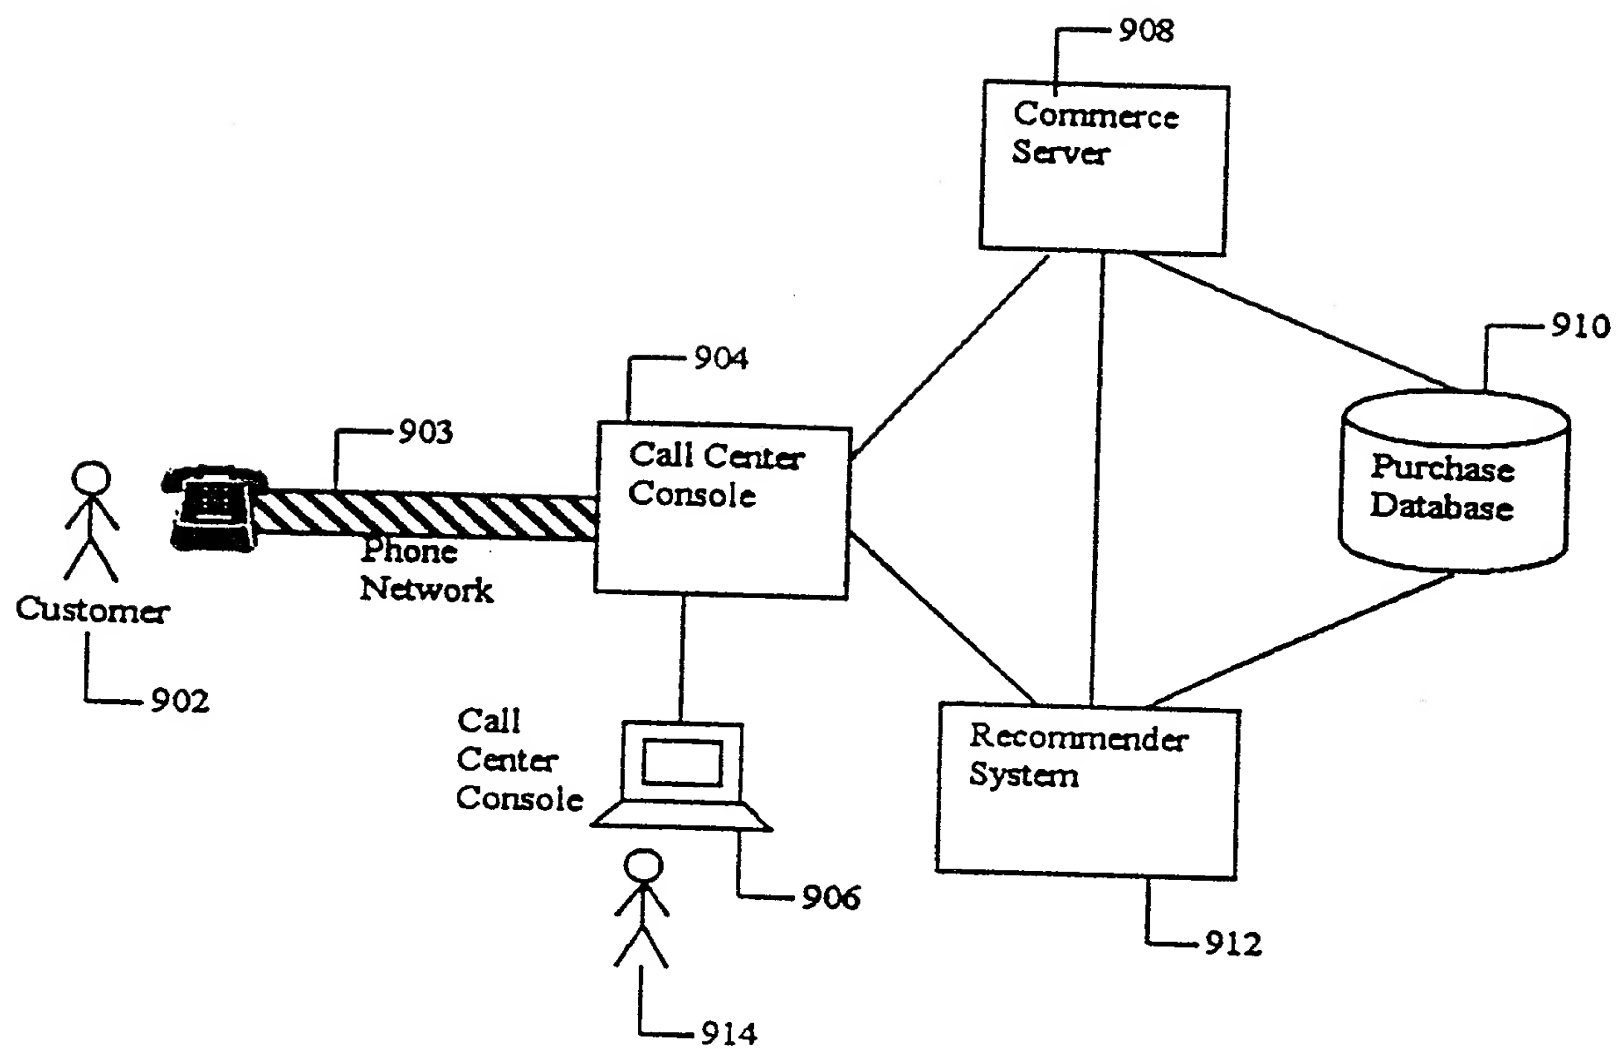 908
Commerce
Server
910
904
903
Call Center
Console
Purchase
Database
Phone
Network
Customer
902
Call
Center
Console
Recommender
System
906
912
914